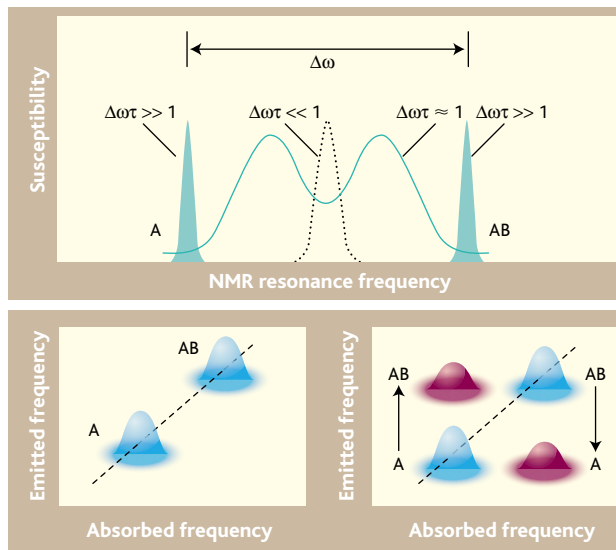 Susceptibility
Δω
Δωτ >> 1
Δωτ << 1
Δωτ ≈ 1
Δωτ >> 1
A
AB
NMR resonance frequency
Emitted frequency
AB
A
Absorbed frequency
Emitted frequency
AB
A
AB
A
Absorbed frequency